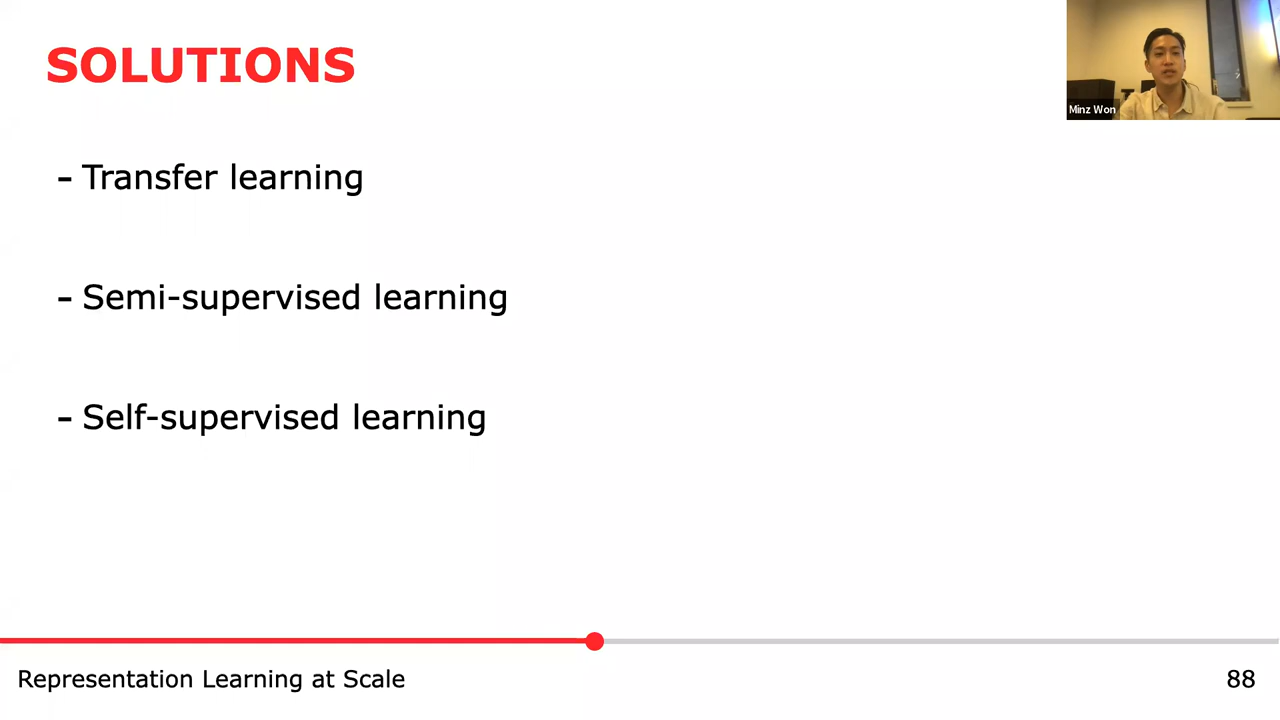 SOLUTIONS
Minz Won
- Transfer learning
- Semi-supervised learning
- Self-supervised learning
Representation Learning at Scale
88